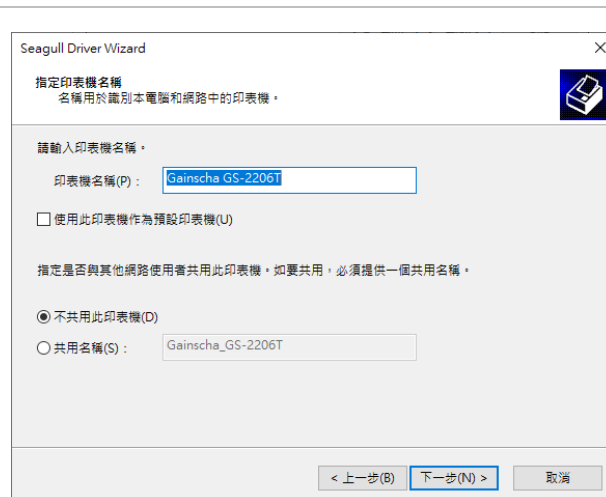 Seagull Driver Wizard
指定印表機名稱
名稱用於識別本電腦和網路中的印表機。
請輸入印表機名稱。
印表機名稱(P)： Gainscha GS-2206T
使用此印表機作為預設印表機(U)
指定是否與其他網路使用者共用此印表機。如要共用，必須提供一個共用名稱。
不共用此印表機(D)
共用名稱(S)： Gainscha_GS-2206T
< 上一步(B) 下一步(N) > 取消